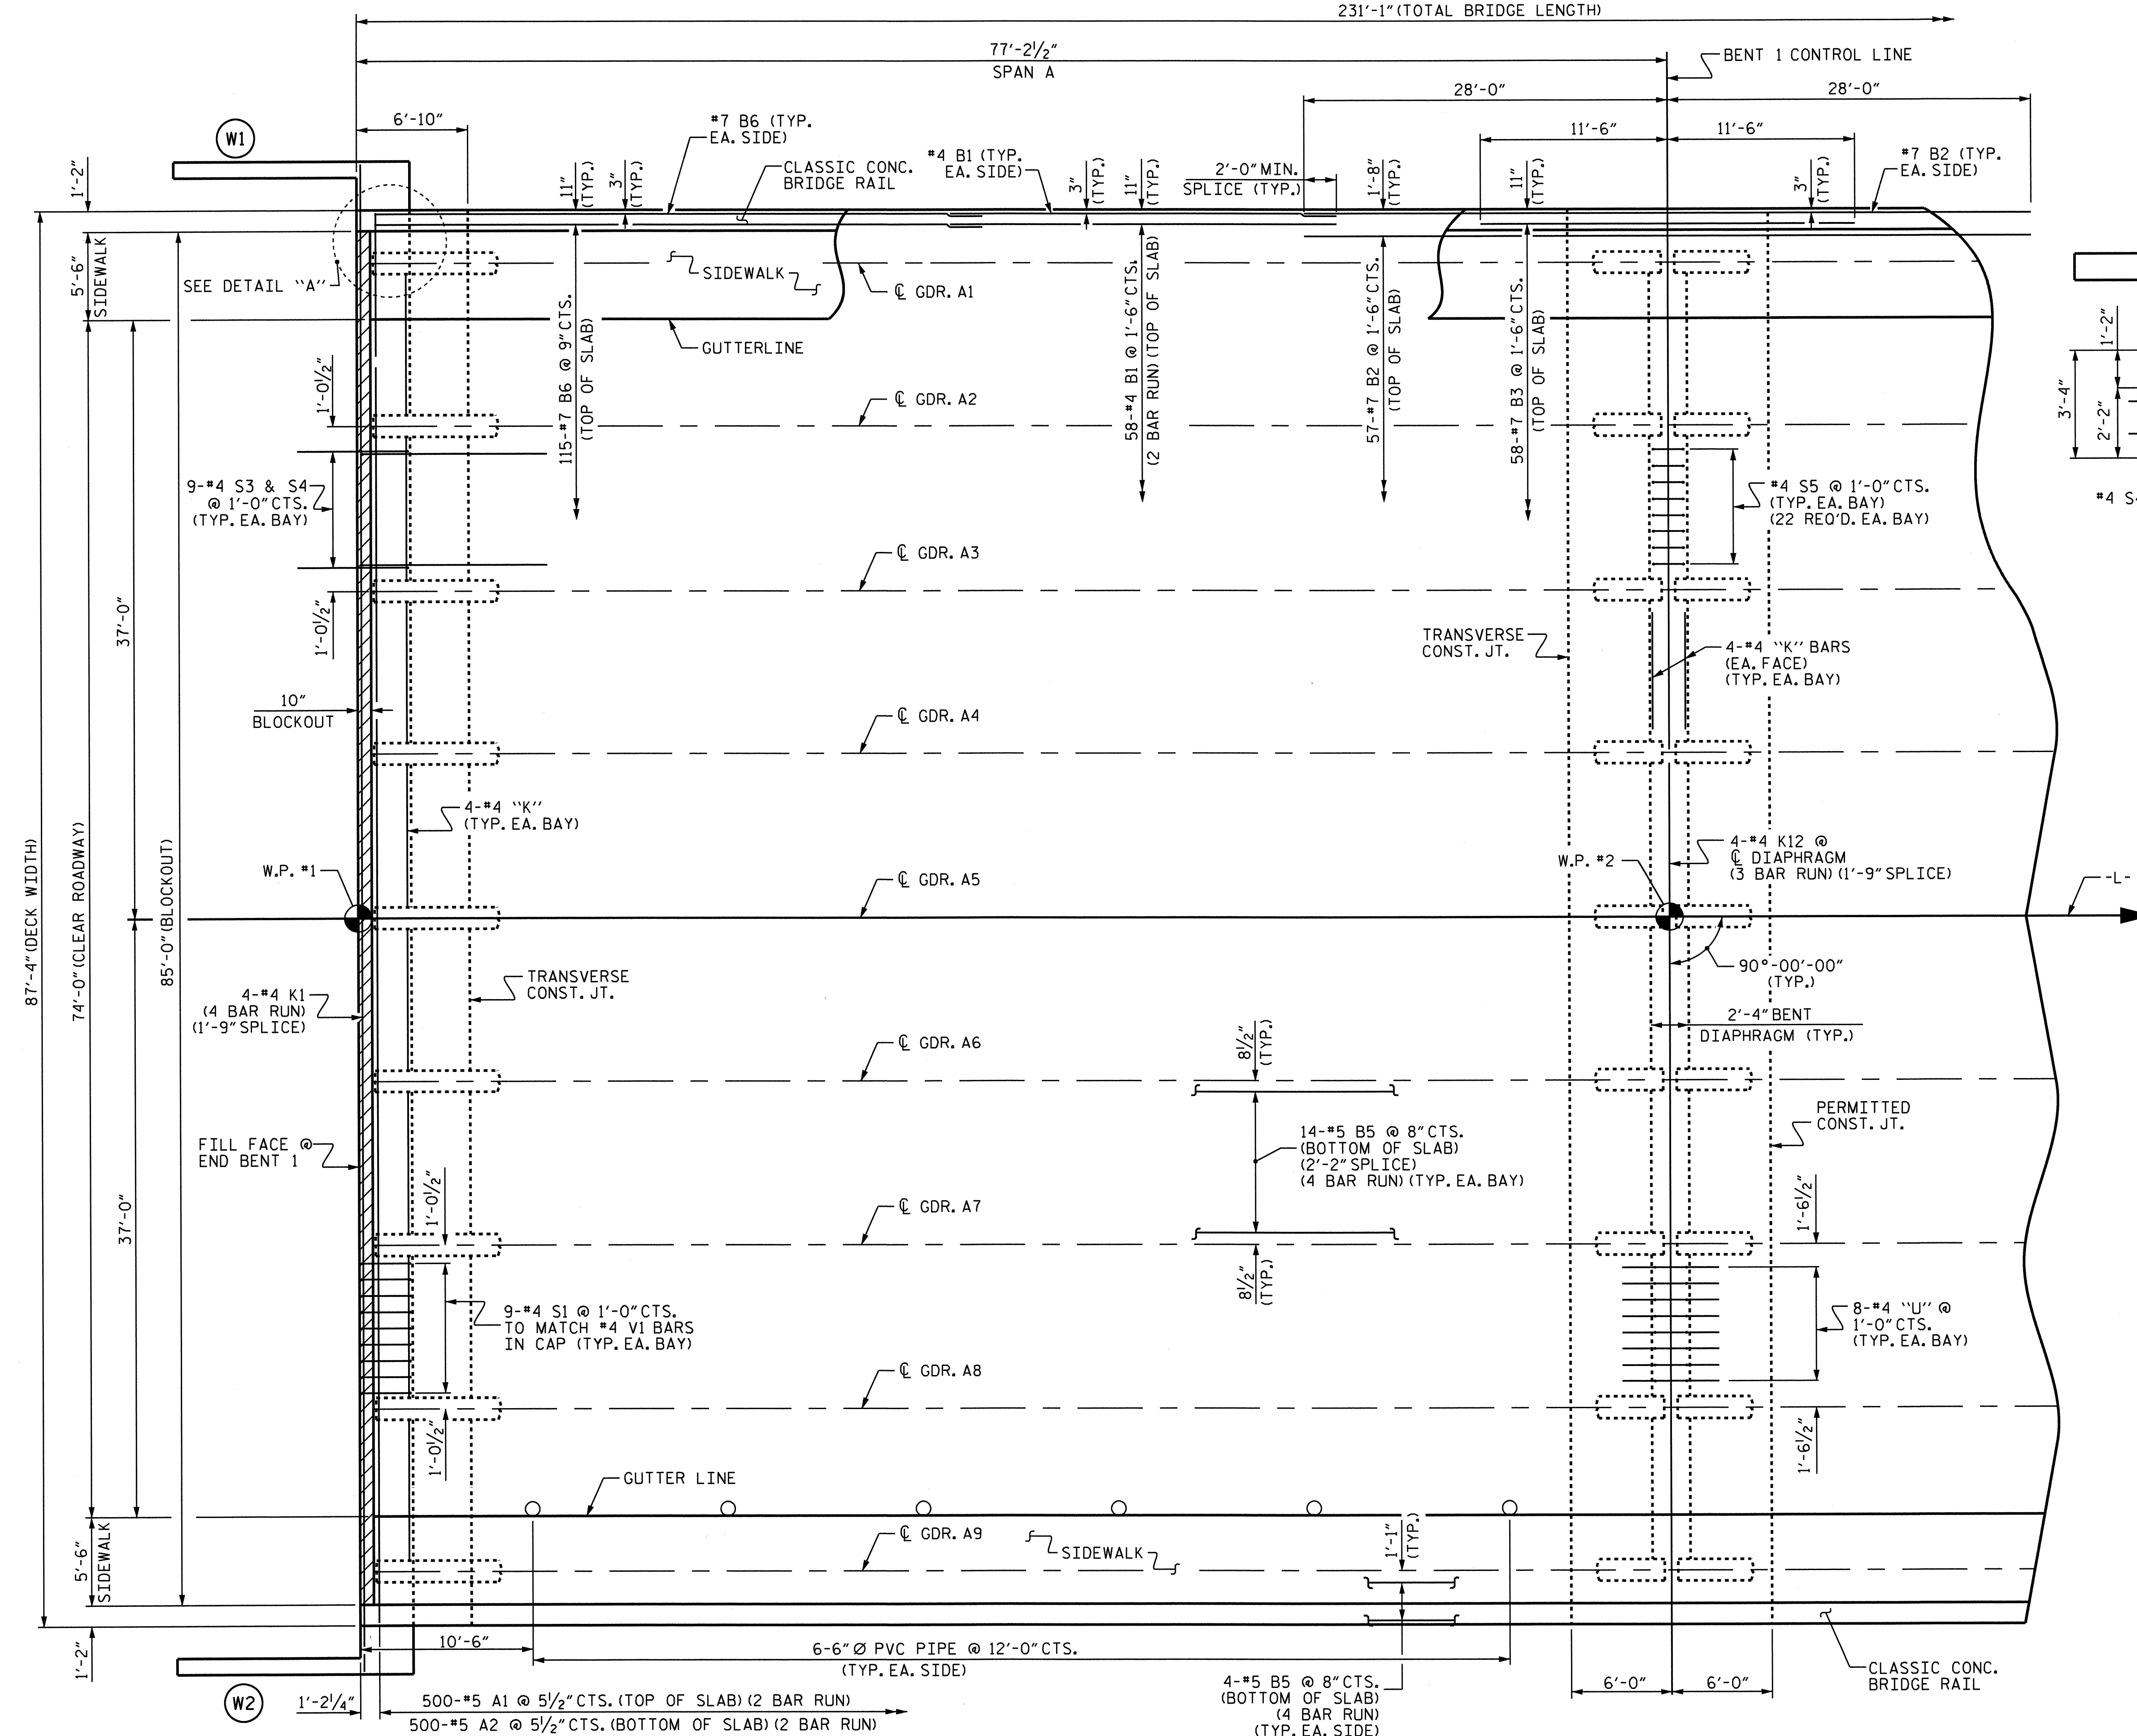 231'-1" (TOTAL BRIDGE LENGTH)
77'-2½"
SPAN A
BENT 1 CONTROL LINE
28'-0"
28'-0"
6'-10"
11'-6"
11'-6"
W1
#7 B6 (TYP.
EA. SIDE)
CLASSIC CONC.
BRIDGE RAIL
#4 B1 (TYP.
EA. SIDE)
2'-0" MIN.
SPLICE (TYP.)
#7 B2 (TYP.
EA. SIDE)
1'-2"
11"
(TYP.)
3"
(TYP.)
3"
(TYP.)
11"
(TYP.)
1'-8"
11"
(TYP.)
3"
(TYP.)
5'-6"
SIDEWALK
SEE DETAIL "A"
SIDEWALK
℄ GDR. A1
GUTTERLINE
115-#7 B6 @ 9" CTS.
(TOP OF SLAB)
58-#4 B1 @ 1'-6" CTS.
(2 BAR RUN) (TOP OF SLAB)
57-#7 B2 @ 1'-6" CTS.
(TOP OF SLAB)
58-#7 B3 @ 1'-6" CTS.
(TOP OF SLAB)
1'-2"
3'-4"
2'-2"
#4 S
1'-0½"
℄ GDR. A2
9-#4 S3 & S4
@ 1'-0" CTS.
(TYP. EA. BAY)
#4 S5 @ 1'-0" CTS.
(TYP. EA. BAY)
(22 REQ'D. EA. BAY)
℄ GDR. A3
1'-0½"
37'-0"
TRANSVERSE
CONST. JT.
4-#4 "K" BARS
(EA. FACE)
(TYP. EA. BAY)
10"
BLOCKOUT
℄ GDR. A4
4-#4 "K"
(TYP. EA. BAY)
87'-4" (DECK WIDTH)
74'-0" (CLEAR ROADWAY)
85'-0" (BLOCKOUT)
W.P. #1
℄ GDR. A5
W.P. #2
4-#4 K12 @
℄ DIAPHRAGM
(3 BAR RUN) (1'-9" SPLICE)
-L-
90°-00'-00"
(TYP.)
4-#4 K1
(4 BAR RUN)
(1'-9" SPLICE)
TRANSVERSE
CONST. JT.
2'-4" BENT
DIAPHRAGM (TYP.)
℄ GDR. A6
8½"
(TYP.)
FILL FACE @
END BENT 1
14-#5 B5 @ 8" CTS.
(BOTTOM OF SLAB)
(2'-2" SPLICE)
(4 BAR RUN) (TYP. EA. BAY)
PERMITTED
CONST. JT.
37'-0"
1'-0½"
℄ GDR. A7
8½"
(TYP.)
1'-6½"
9-#4 S1 @ 1'-0" CTS.
TO MATCH #4 V1 BARS
IN CAP (TYP. EA. BAY)
8-#4 "U" @
1'-0" CTS.
(TYP. EA. BAY)
℄ GDR. A8
1'-0½"
1'-6½"
GUTTER LINE
5'-6"
SIDEWALK
℄ GDR. A9
SIDEWALK
1'-1"
(TYP.)
1'-2"
10'-6"
6-6" Ø PVC PIPE @ 12'-0" CTS.
(TYP. EA. SIDE)
6'-0"
6'-0"
CLASSIC CONC.
BRIDGE RAIL
W2
1'-2¼"
500-#5 A1 @ 5½" CTS. (TOP OF SLAB) (2 BAR RUN)
500-#5 A2 @ 5½" CTS. (BOTTOM OF SLAB) (2 BAR RUN)
4-#5 B5 @ 8" CTS.
(BOTTOM OF SLAB)
(4 BAR RUN)
(TYP. EA. SIDE)